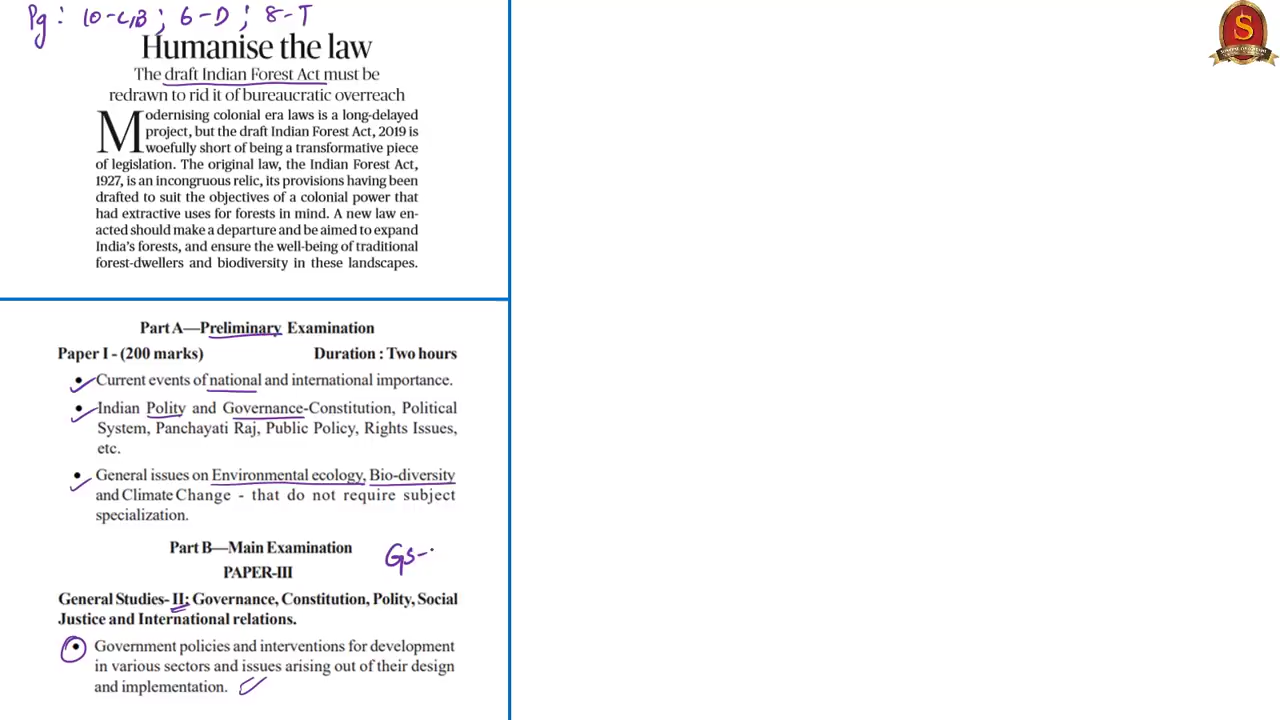 Pg: 10-C,B; 6-D; 8-T
Humanise the law
The draft Indian Forest Act must be
redrawn to rid it of bureaucratic overreach
Modernising colonial era laws is a long-delayed
project, but the draft Indian Forest Act, 2019 is
woefully short of being a transformative piece
of legislation. The original law, the Indian Forest Act,
1927, is an incongruous relic, its provisions having been
drafted to suit the objectives of a colonial power that
had extractive uses for forests in mind. A new law en-
acted should make a departure and be aimed to expand
India's forests, and ensure the well-being of traditional
forest-dwellers and biodiversity in these landscapes.
Part A—Preliminary Examination
Paper I - (200 marks) Duration : Two hours
• Current events of national and international importance.
• Indian Polity and Governance-Constitution, Political
System, Panchayati Raj, Public Policy, Rights Issues,
etc.
• General issues on Environmental ecology, Bio-diversity
and Climate Change - that do not require subject
specialization.
Part B—Main Examination
GS-
PAPER-III
General Studies- II: Governance, Constitution, Polity, Social
Justice and International relations.
• Government policies and interventions for development
in various sectors and issues arising out of their design
and implementation.
S